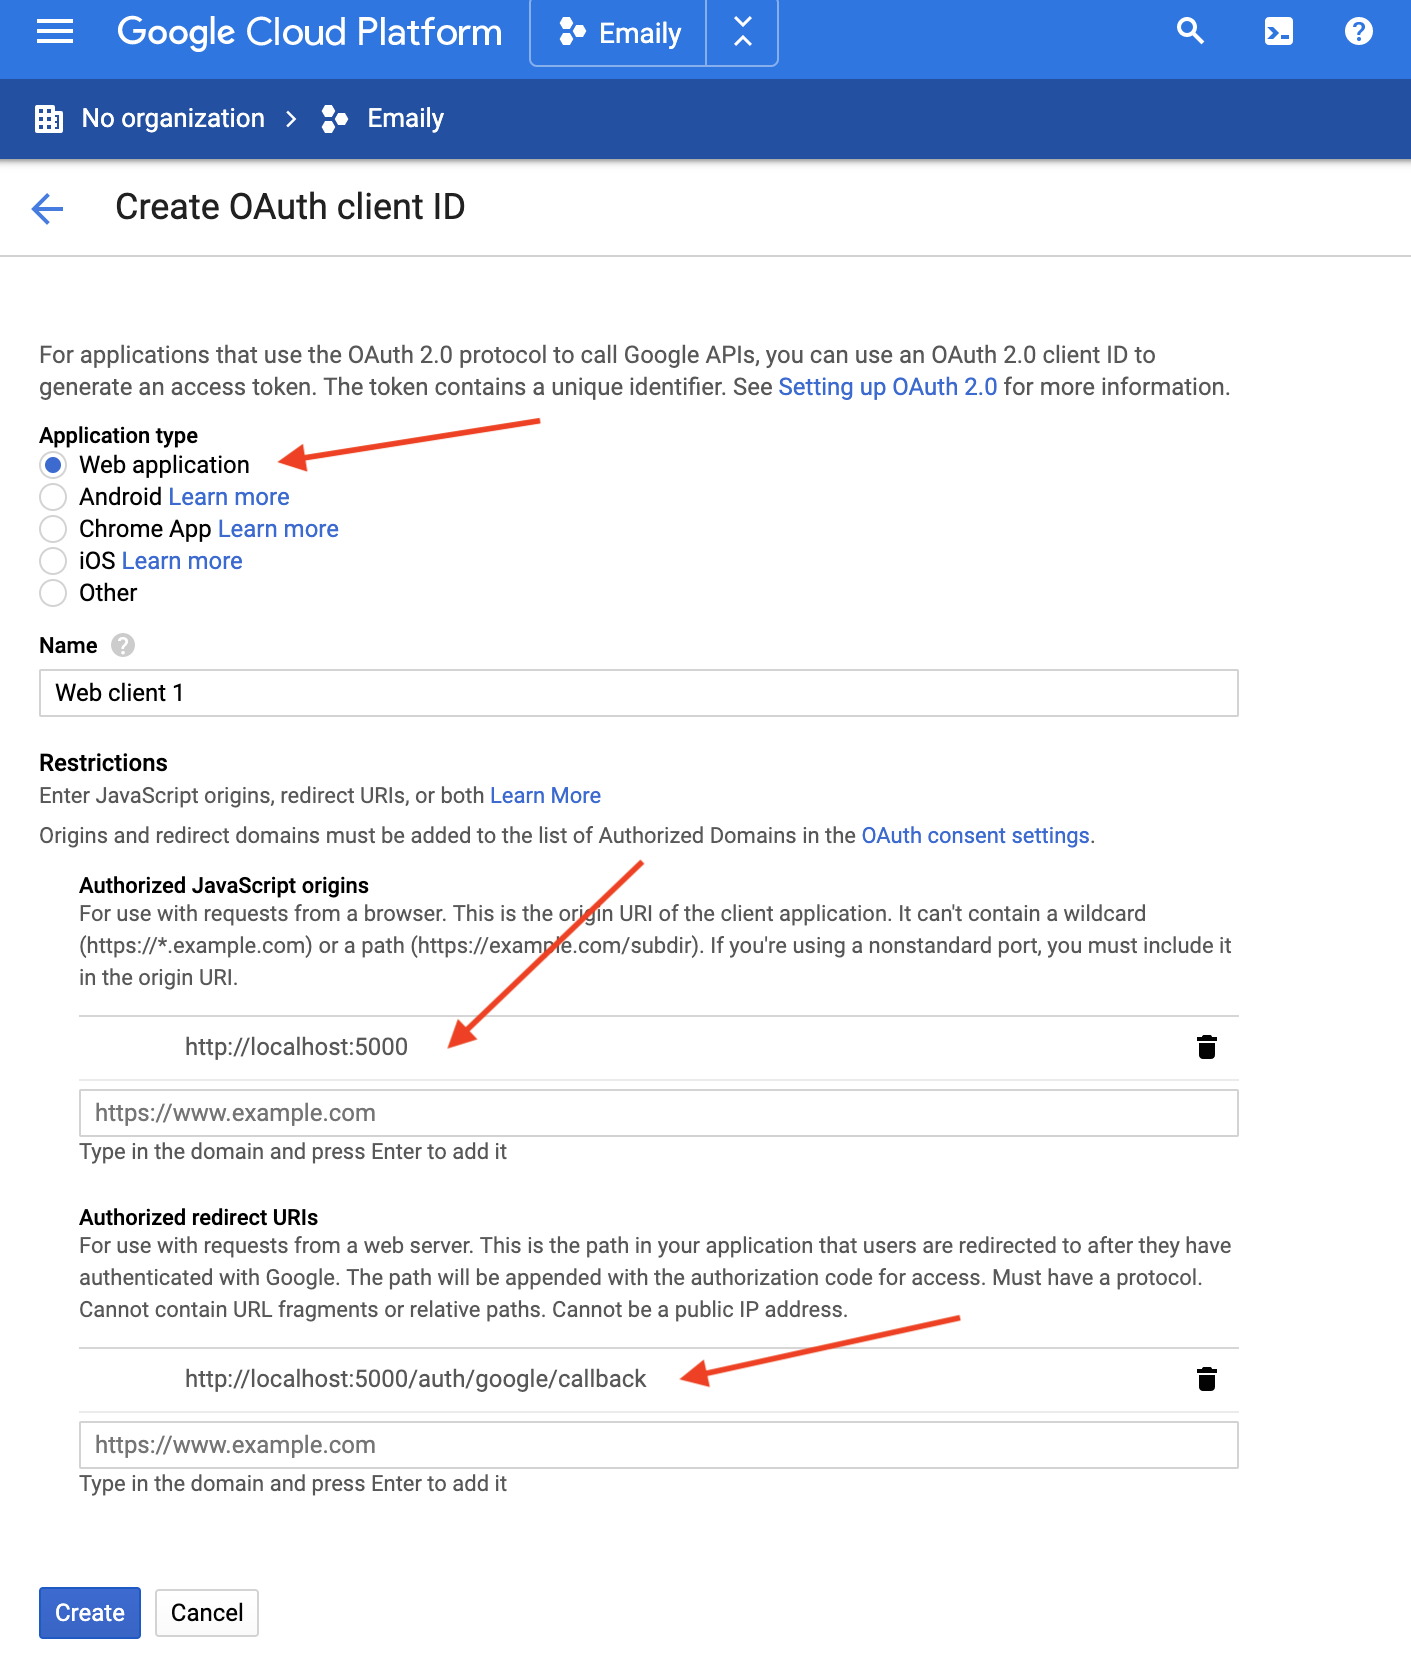 Google Cloud Platform Emaily
No organization > Emaily
Create OAuth client ID
For applications that use the OAuth 2.0 protocol to call Google APIs, you can use an OAuth 2.0 client ID to
generate an access token. The token contains a unique identifier. See Setting up OAuth 2.0 for more information.
Application type
Web application
Android Learn more
Chrome App Learn more
iOS Learn more
Other
Name ?
Web client 1
Restrictions
Enter JavaScript origins, redirect URIs, or both Learn More
Origins and redirect domains must be added to the list of Authorized Domains in the OAuth consent settings.
Authorized JavaScript origins
For use with requests from a browser. This is the origin URI of the client application. It can't contain a wildcard
(https://*.example.com) or a path (https://example.com/subdir). If you're using a nonstandard port, you must include it
in the origin URI.
http://localhost:5000
https://www.example.com
Type in the domain and press Enter to add it
Authorized redirect URIs
For use with requests from a web server. This is the path in your application that users are redirected to after they have
authenticated with Google. The path will be appended with the authorization code for access. Must have a protocol.
Cannot contain URL fragments or relative paths. Cannot be a public IP address.
http://localhost:5000/auth/google/callback
https://www.example.com
Type in the domain and press Enter to add it
Create Cancel